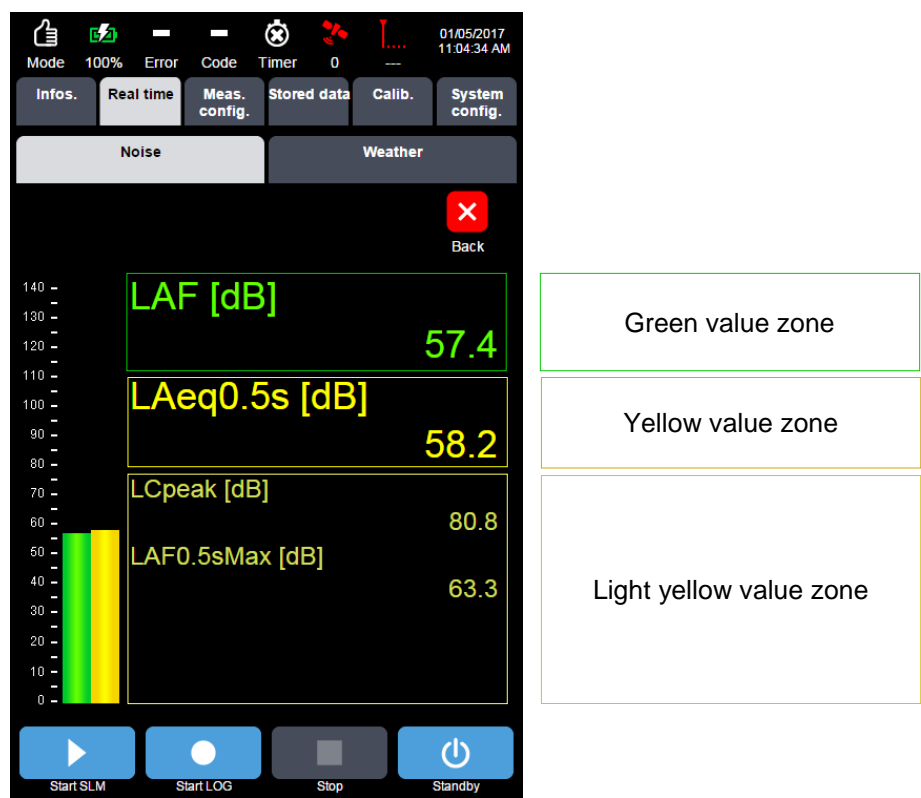 01/05/2017
11:04:34 AM
Mode 100% Error Code Timer 0 ---
Infos. Real time Meas. config. Stored data Calib. System config.
Noise Weather
Back
140
130
120
110
100
90
80
70
60
50
40
30
20
10
0
LAF [dB]
57.4
LAeq0.5s [dB]
58.2
LCpeak [dB]
80.8
LAF0.5sMax [dB]
63.3
Green value zone
Yellow value zone
Light yellow value zone
Start SLM Start LOG Stop Standby